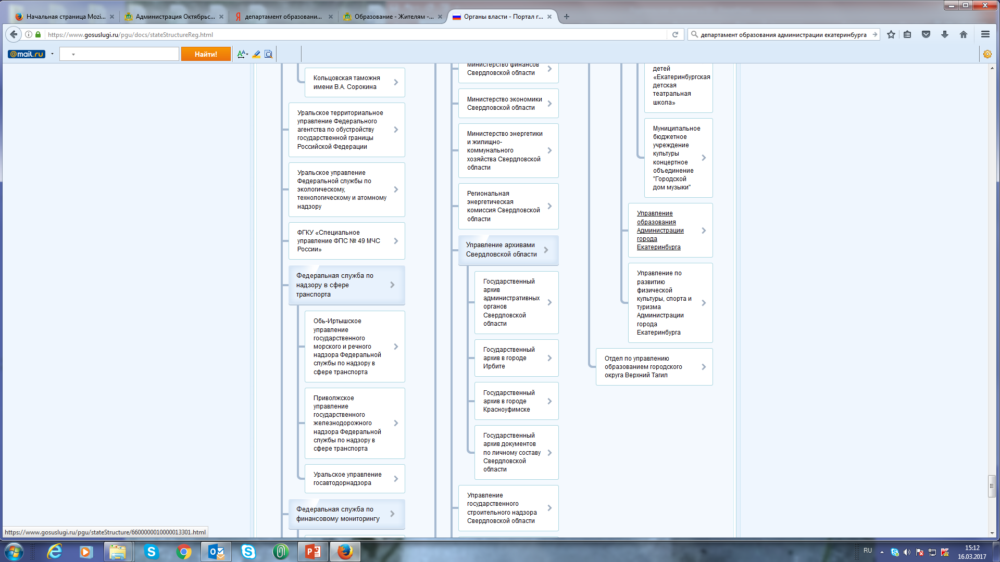 Начальная страница Mozi...
Администрация Октябрьс...
департамент образовани...
Образование - Жителям -...
Органы власти - Портал г...
https://www.gosuslugi.ru/pgu/docs/stateStructureReg.html
департамент образования администрации екатеринбурга
@mail.ru
Найти!
Кольцовская таможня
имени В.А. Сорокина
Уральское территориальное
управление Федерального
агентства по обустройству
государственной границы
Российской Федерации
Уральское управление
Федеральной службы по
экологическому,
технологическому и атомному
надзору
ФГКУ «Специальное
управление ФПС № 49 МЧС
России»
Федеральная служба по
надзору в сфере
транспорта
Обь-Иртышское
управление
государственного
морского и речного
надзора Федеральной
службы по надзору в
сфере транспорта
Приволжское
управление
государственного
железнодорожного
надзора Федеральной
службы по надзору в
сфере транспорта
Уральское управление
госавтодорнадзора
Федеральная служба по
финансовому мониторингу
Министерство финансов
Свердловской области
Министерство экономики
Свердловской области
Министерство энергетики
и жилищно-
коммунального
хозяйства Свердловской
области
Региональная
энергетическая
комиссия Свердловской
области
Управление архивами
Свердловской области
Государственный
архив
административных
органов
Свердловской
области
Государственный
архив в городе
Ирбите
Государственный
архив в городе
Красноуфимске
Государственный
архив документов
по личному составу
Свердловской
области
Управление
государственного
строительного надзора
Свердловской области
детей
«Екатеринбургская
детская
театральная
школа»
Муниципальное
бюджетное
учреждение
культуры
концертное
объединение
"Городской
дом музыки"
Управление
образования
Администрации
города
Екатеринбурга
Управление по
развитию
физической
культуры, спорта и
туризма
Администрации
города
Екатеринбурга
Отдел по управлению
образованием городского
округа Верхний Тагил
https://www.gosuslugi.ru/pgu/stateStructure/6600000010000013301.html
RU
15:12
16.03.2017